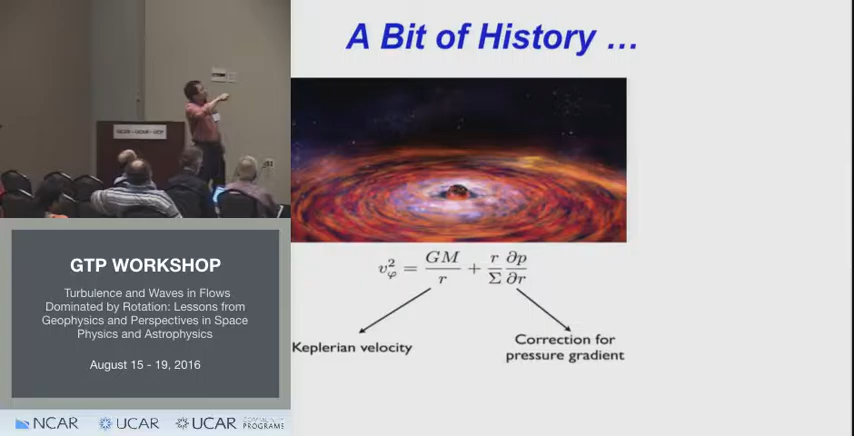 A Bit of History ...
v_φ^2 = GM/r + r/Σ ∂p/∂r
Keplerian velocity
Correction for
pressure gradient
GTP WORKSHOP
Turbulence and Waves in Flows
Dominated by Rotation: Lessons from
Geophysics and Perspectives in Space
Physics and Astrophysics
August 15 - 19, 2016
NCAR
UCAR
UCAR
PROGRAMS